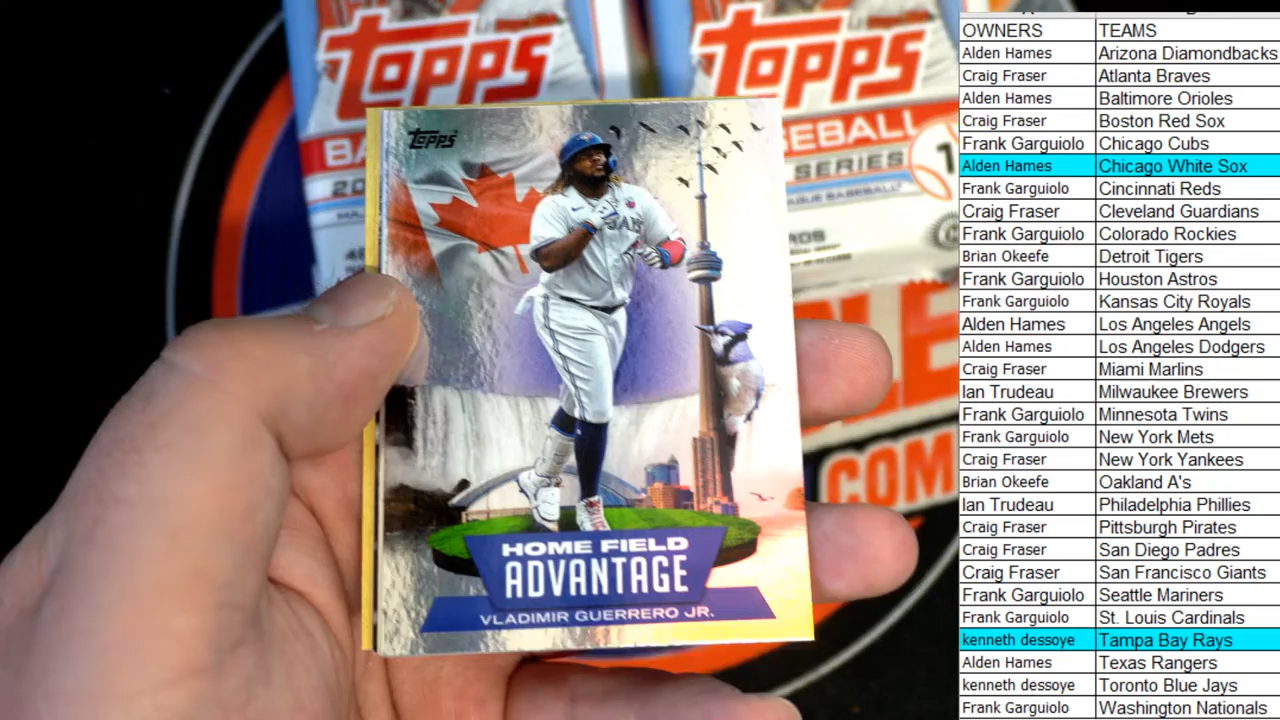 TOPPS
TOPPS
BA
SEBALL
20
SERIES 1
TOPPS
JAYS
HOME FIELD
ADVANTAGE
VLADIMIR GUERRERO JR.
LE
COM
OWNERS TEAMS
Alden Hames Arizona Diamondbacks
Craig Fraser Atlanta Braves
Alden Hames Baltimore Orioles
Craig Fraser Boston Red Sox
Frank Garguiolo Chicago Cubs
Alden Hames Chicago White Sox
Frank Garguiolo Cincinnati Reds
Craig Fraser Cleveland Guardians
Frank Garguiolo Colorado Rockies
Brian Okeefe Detroit Tigers
Frank Garguiolo Houston Astros
Frank Garguiolo Kansas City Royals
Alden Hames Los Angeles Angels
Alden Hames Los Angeles Dodgers
Craig Fraser Miami Marlins
Ian Trudeau Milwaukee Brewers
Frank Garguiolo Minnesota Twins
Frank Garguiolo New York Mets
Craig Fraser New York Yankees
Brian Okeefe Oakland A's
Ian Trudeau Philadelphia Phillies
Craig Fraser Pittsburgh Pirates
Craig Fraser San Diego Padres
Craig Fraser San Francisco Giants
Frank Garguiolo Seattle Mariners
Frank Garguiolo St. Louis Cardinals
kenneth dessoye Tampa Bay Rays
Alden Hames Texas Rangers
kenneth dessoye Toronto Blue Jays
Frank Garguiolo Washington Nationals